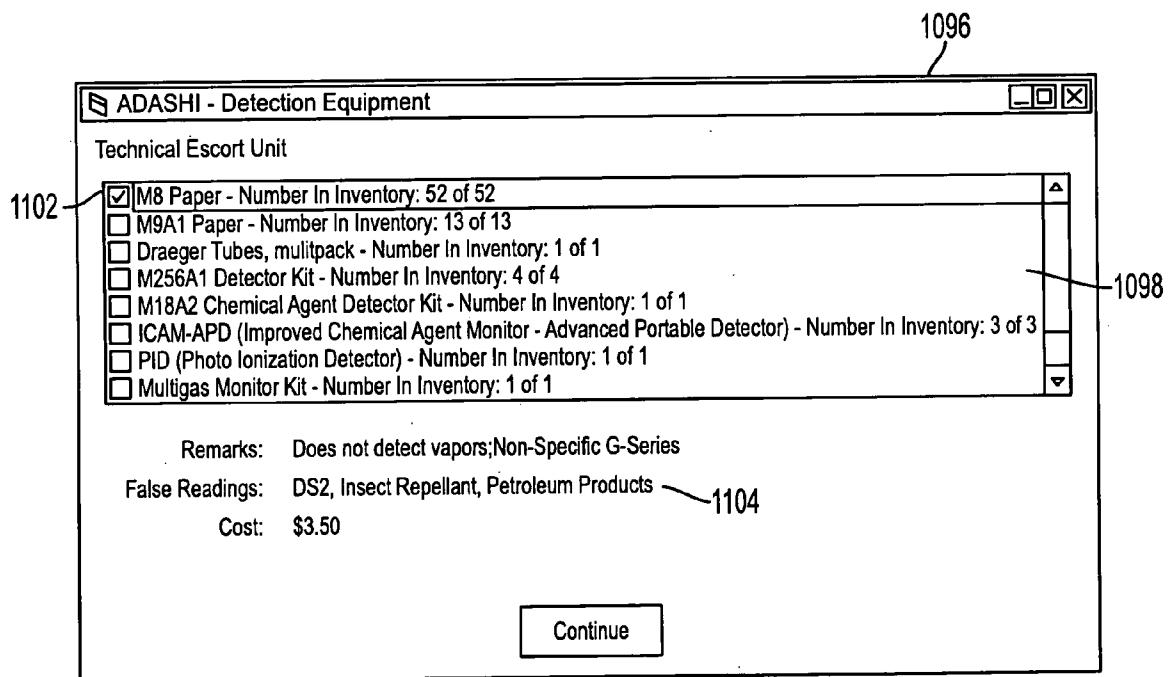 1096
ADASHI - Detection Equipment
Technical Escort Unit
1102
M8 Paper - Number In Inventory: 52 of 52
M9A1 Paper - Number In Inventory: 13 of 13
Draeger Tubes, mulitpack - Number In Inventory: 1 of 1
M256A1 Detector Kit - Number In Inventory: 4 of 4
1098
M18A2 Chemical Agent Detector Kit - Number In Inventory: 1 of 1
ICAM-APD (Improved Chemical Agent Monitor - Advanced Portable Detector) - Number In Inventory: 3 of 3
PID (Photo Ionization Detector) - Number In Inventory: 1 of 1
Multigas Monitor Kit - Number In Inventory: 1 of 1
Remarks: Does not detect vapors;Non-Specific G-Series
False Readings: DS2, Insect Repellant, Petroleum Products
1104
Cost: $3.50
Continue